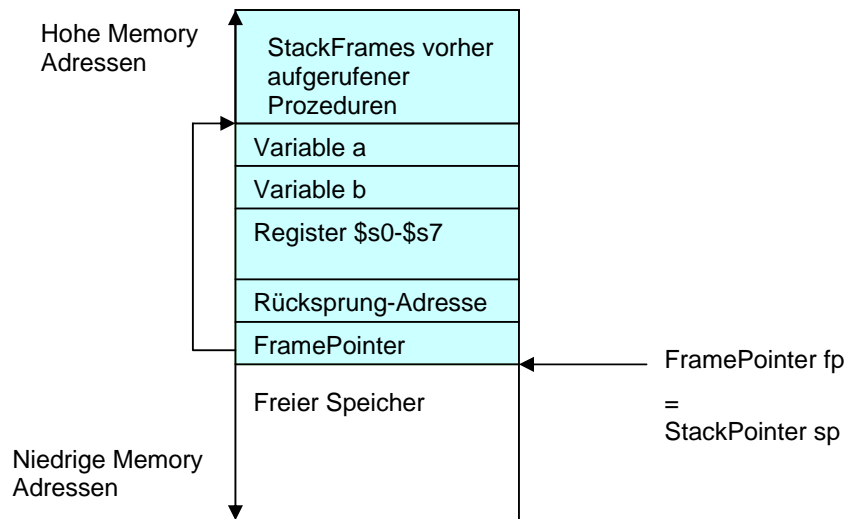 Hohe Memory
Adressen
StackFrames vorher
aufgerufener
Prozeduren
Variable a
Variable b
Register $s0-$s7
Rücksprung-Adresse
FramePointer
FramePointer fp
=
StackPointer sp
Freier Speicher
Niedrige Memory
Adressen